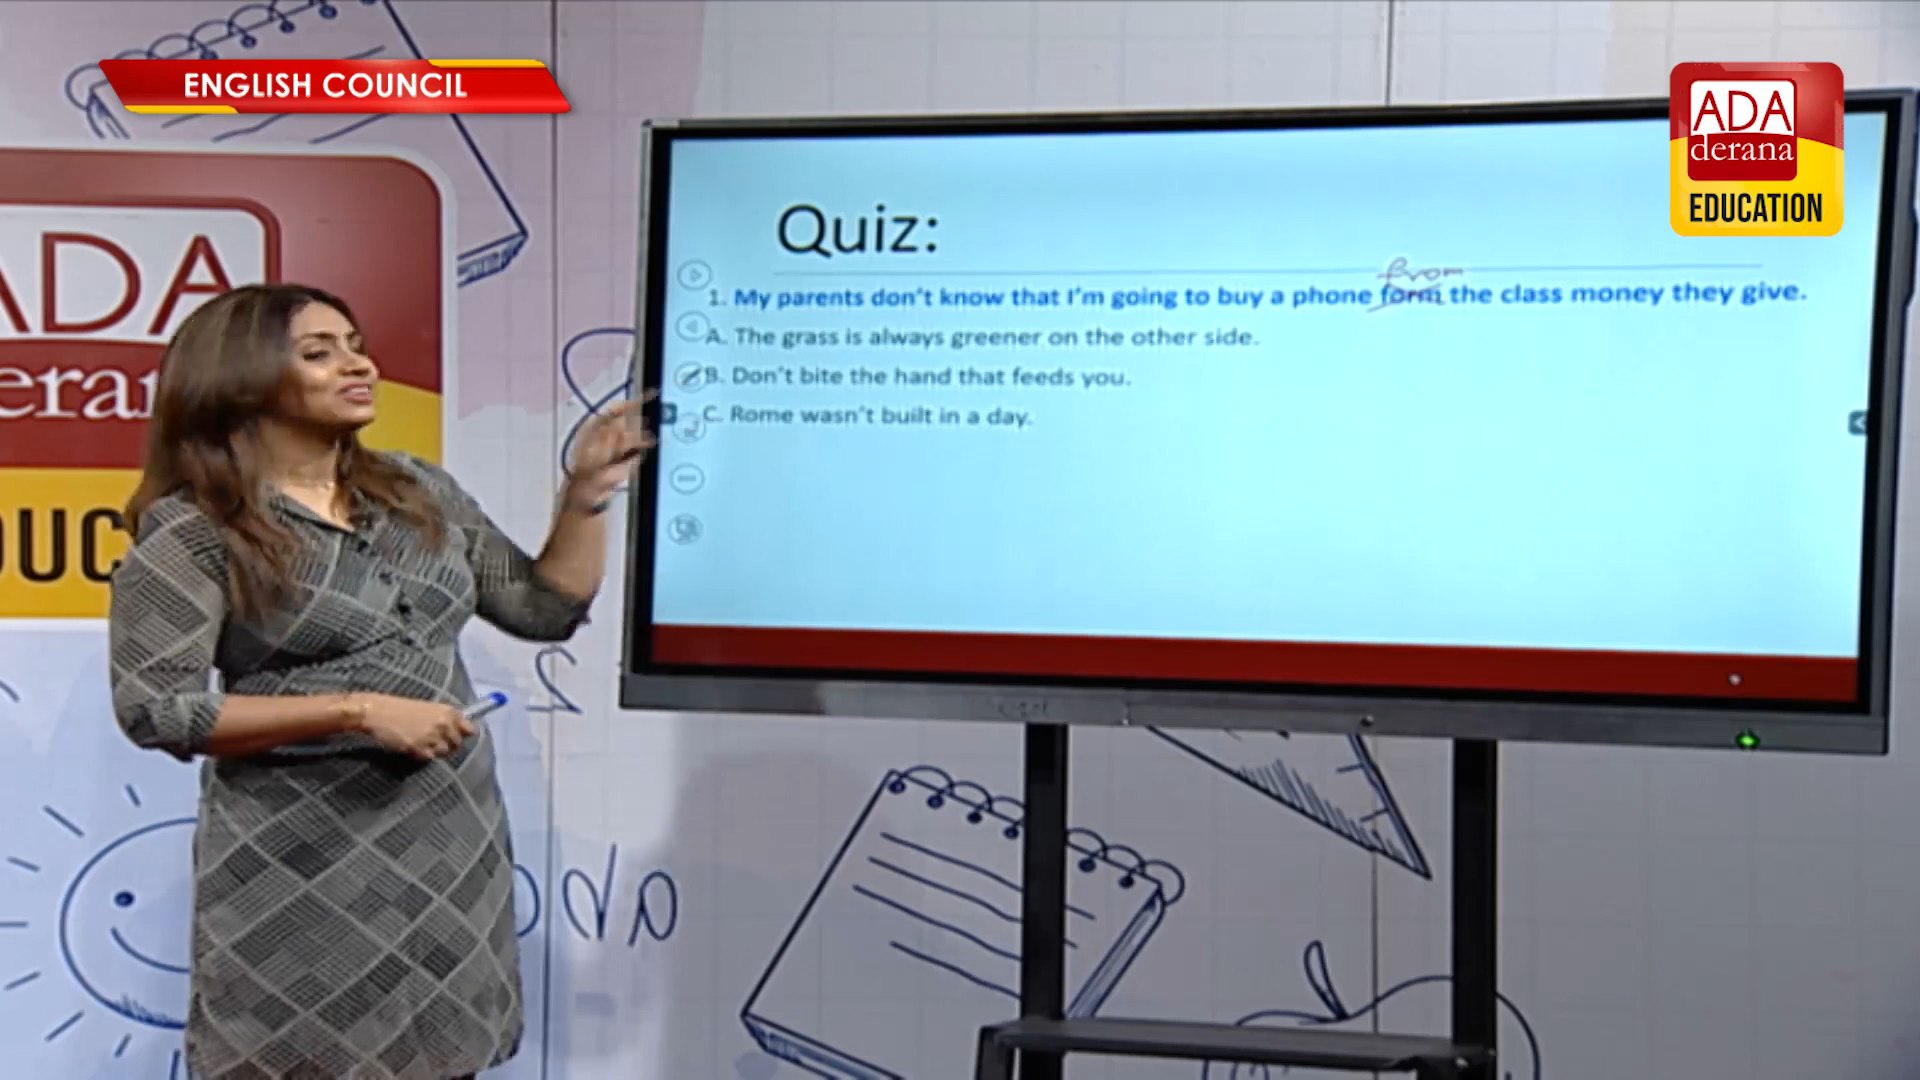 ENGLISH COUNCIL
ADA
derana
EDUCATION
ADA
Quiz:
from
1. My parents don't know that I'm going to buy a phone form the class money they give.
A. The grass is always greener on the other side.
B. Don't bite the hand that feeds you.
C. Rome wasn't built in a day.